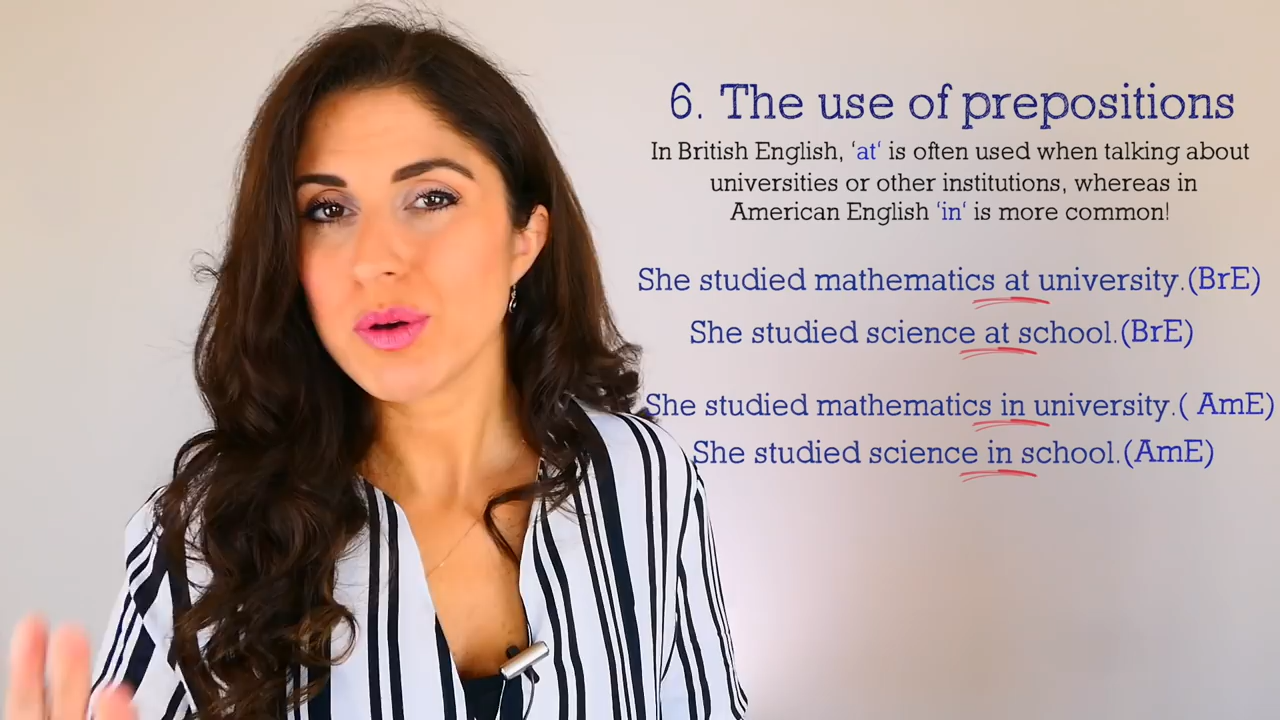 6. The use of prepositions
In British English, 'at' is often used when talking about
universities or other institutions, whereas in
American English 'in' is more common!
She studied mathematics at university.(BrE)
She studied science at school.(BrE)
She studied mathematics in university.( AmE)
She studied science in school.(AmE)